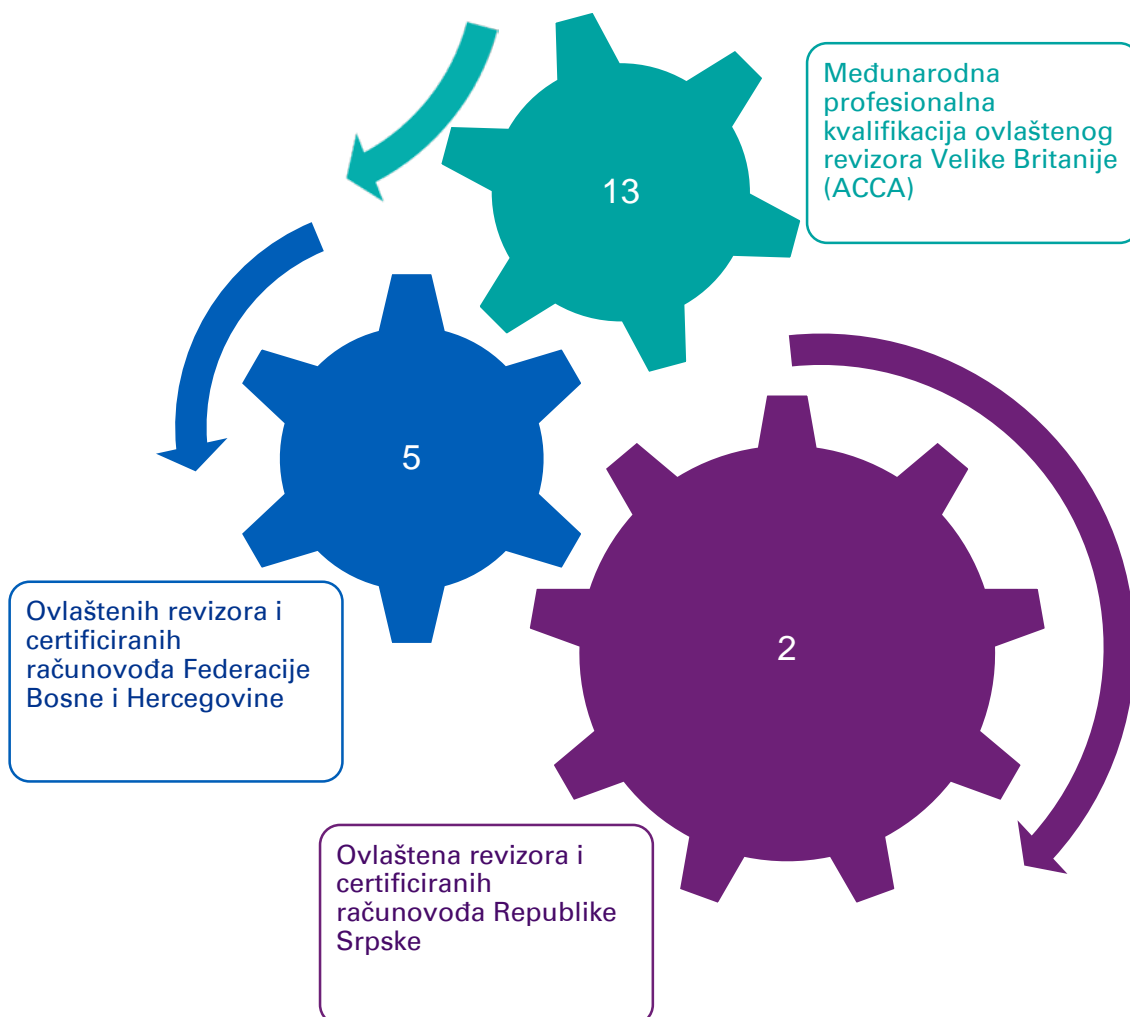 13
Međunarodna
profesionalna
kvalifikacija ovlaštenog
revizora Velike Britanije
(ACCA)
5
Ovlaštenih revizora i
certificiranih
računovođa Federacije
Bosne i Hercegovine
2
Ovlaštena revizora i
certificiranih
računovođa Republike
Srpske